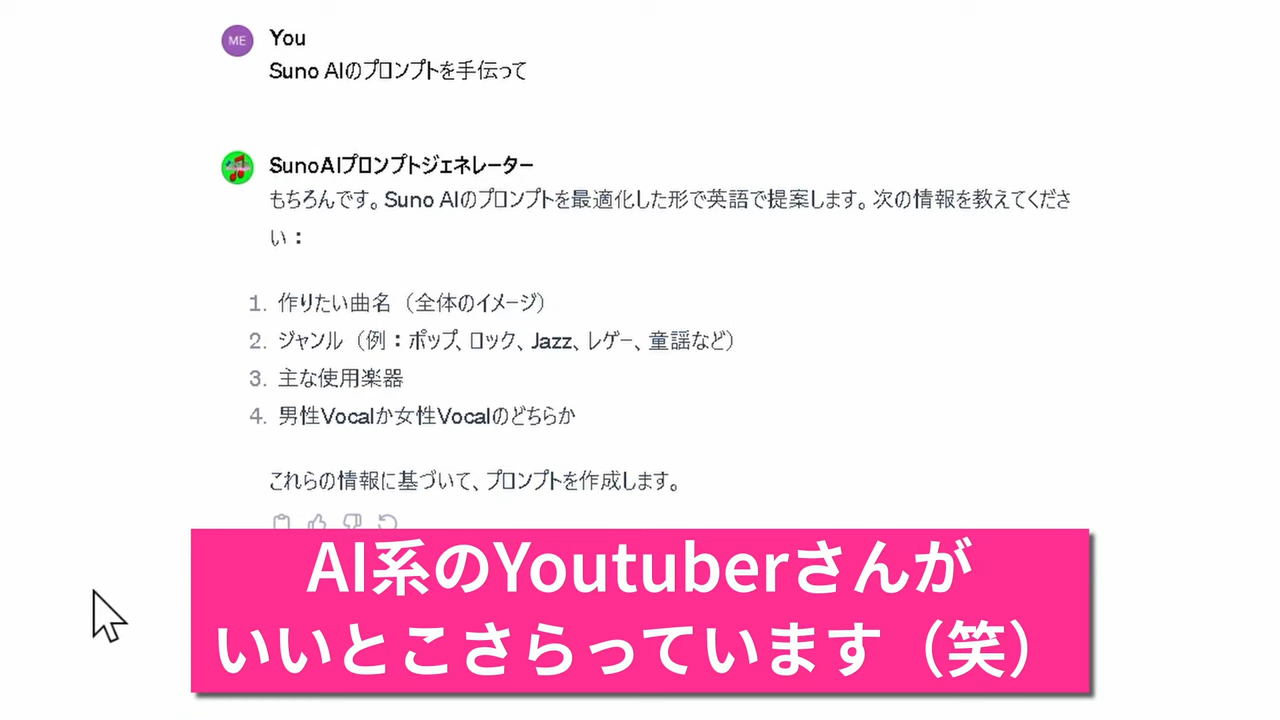 ME
You
Suno AIのプロンプトを手伝って
SunoAIプロンプトジェネレーター
もちろんです。Suno AIのプロンプトを最適化した形で英語で提案します。次の情報を教えてくださ
い：
1. 作りたい曲名（全体のイメージ）
2. ジャンル（例：ポップ、ロック、Jazz、レゲー、童謡など）
3. 主な使用楽器
4. 男性Vocalか女性Vocalのどちらか
これらの情報に基づいて、プロンプトを作成します。
AI系のYoutuberさんが
いいとこさらっています（笑）